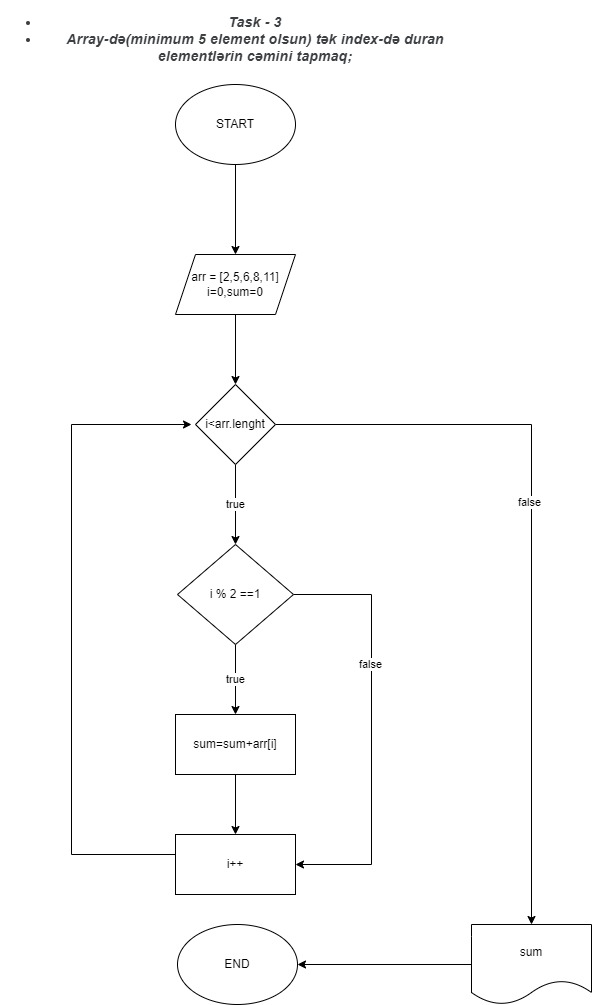 Task - 3
Array-də(minimum 5 element olsun) tək index-də duran
elementlərin cəmini tapmaq;
START
arr = [2,5,6,8,11]
i=0,sum=0
i<arr.lenght
true
false
i % 2 ==1
true
false
sum=sum+arr[i]
i++
sum
END